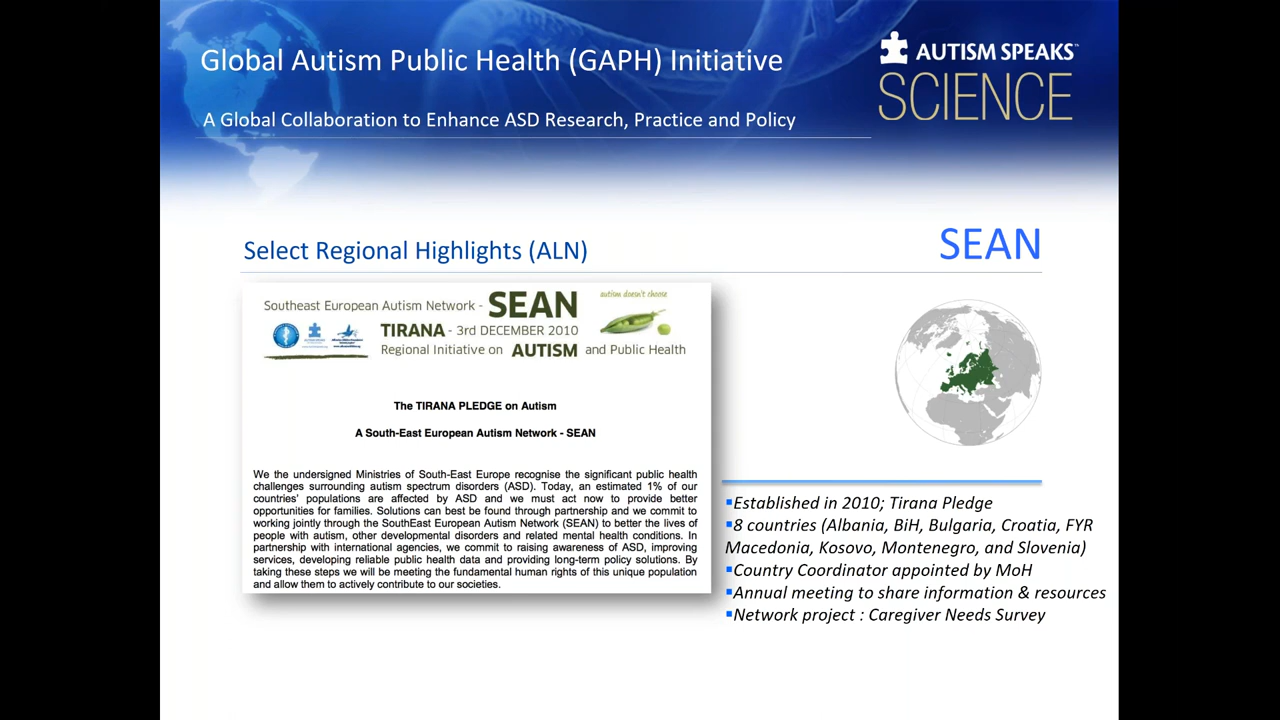 Global Autism Public Health (GAPH) Initiative
AUTISM SPEAKS™
SCIENCE
A Global Collaboration to Enhance ASD Research, Practice and Policy
Select Regional Highlights (ALN)
SEAN
Southeast European Autism Network - SEAN
autism doesn't choose
TIRANA - 3rd DECEMBER 2010
Regional Initiative on AUTISM and Public Health
The TIRANA PLEDGE on Autism
A South-East European Autism Network - SEAN
We the undersigned Ministries of South-East Europe recognise the significant public health
challenges surrounding autism spectrum disorders (ASD). Today, an estimated 1% of our
countries' populations are affected by ASD and we must act now to provide better
opportunities for families. Solutions can best be found through partnership and we commit to
working jointly through the SouthEast European Autism Network (SEAN) to better the lives of
people with autism, other developmental disorders and related mental health conditions. In
partnership with international agencies, we commit to raising awareness of ASD, improving
services, developing reliable public health data and providing long-term policy solutions. By
taking these steps we will be meeting the fundamental human rights of this unique population
and allow them to actively contribute to our societies.
▪Established in 2010; Tirana Pledge
▪8 countries (Albania, BiH, Bulgaria, Croatia, FYR
Macedonia, Kosovo, Montenegro, and Slovenia)
▪Country Coordinator appointed by MoH
▪Annual meeting to share information & resources
▪Network project : Caregiver Needs Survey